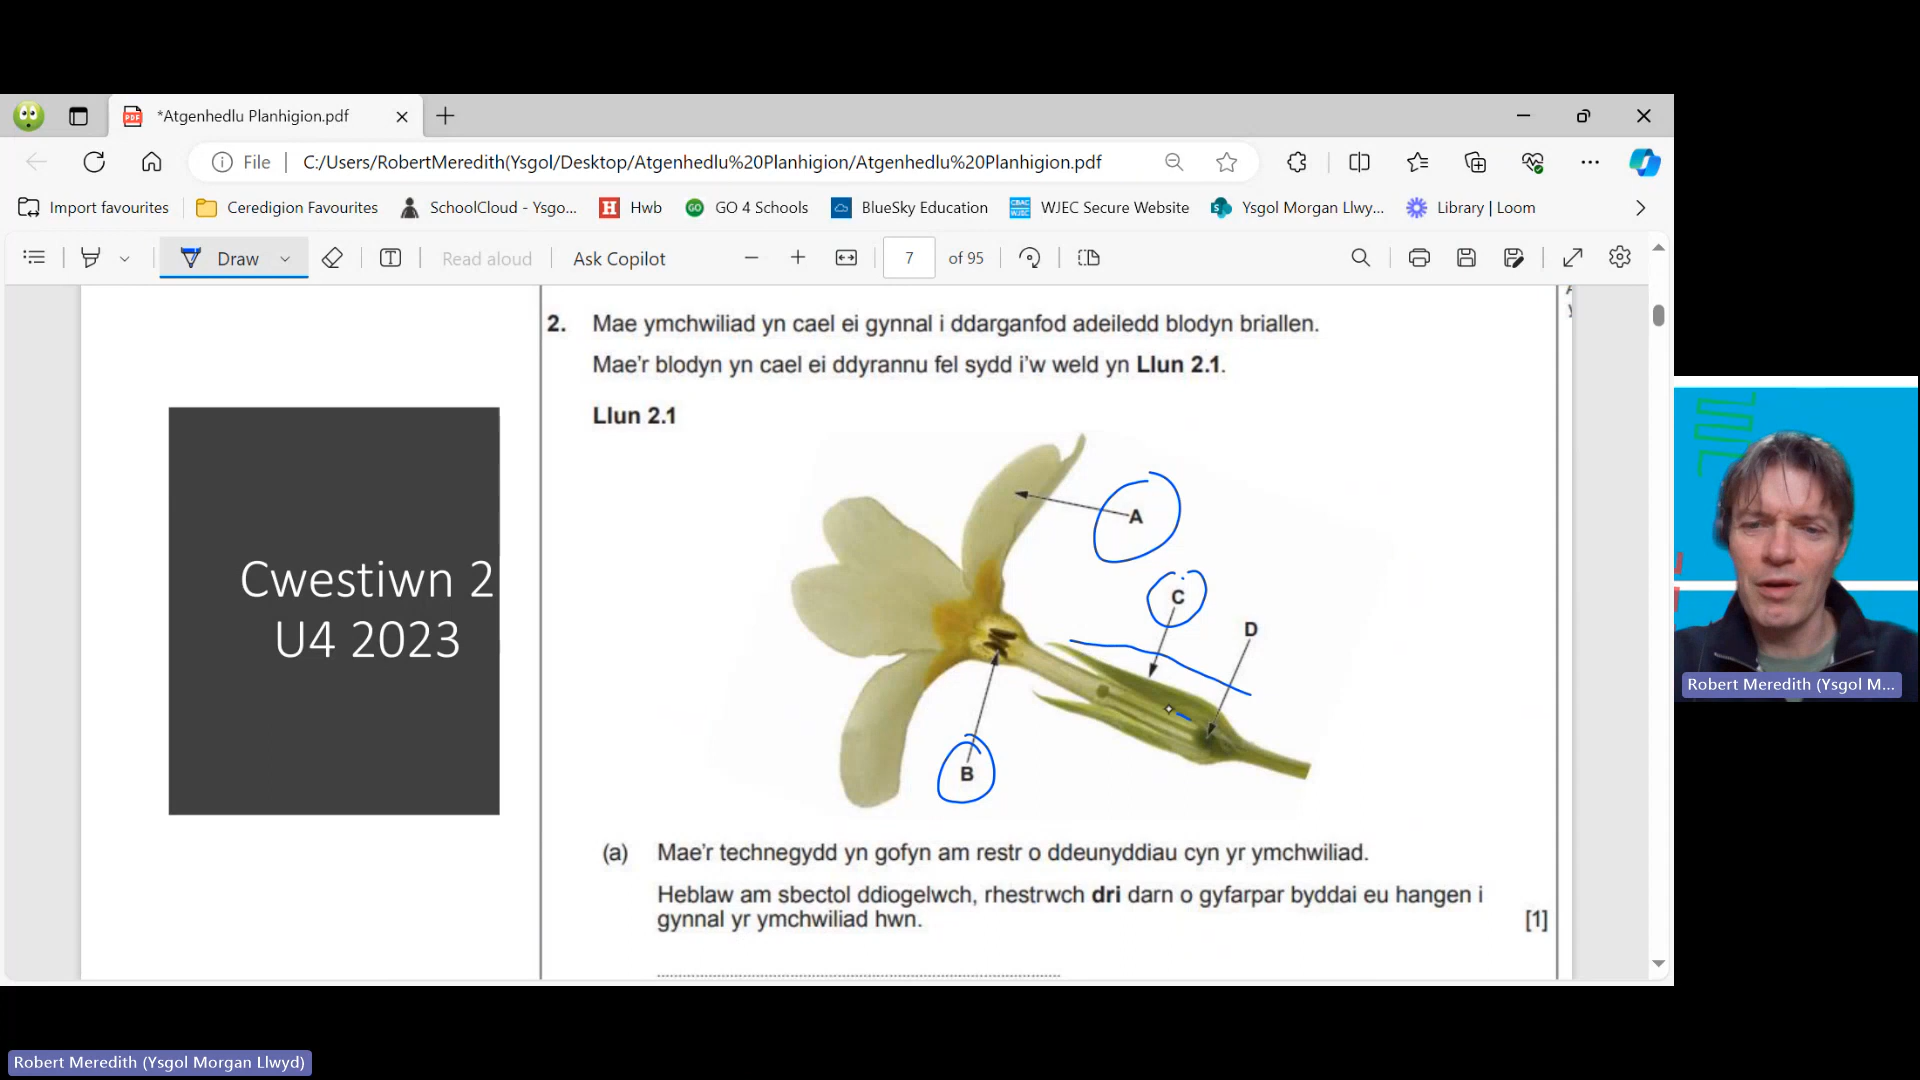 *Atgenhedlu Planhigion.pdf
File
C:/Users/RobertMeredith(Ysgol/Desktop/Atgenhedlu%20Planhigion/Atgenhedlu%20Planhigion.pdf
Import favourites
Ceredigion Favourites
SchoolCloud - Ysgo...
Hwb
GO 4 Schools
BlueSky Education
WJEC Secure Website
Ysgol Morgan Llwy...
Library | Loom
Draw
Read aloud
Ask Copilot
7 of 95
Cwestiwn 2
U4 2023
2. Mae ymchwiliad yn cael ei gynnal i ddarganfod adeiledd blodyn briallen.
Mae'r blodyn yn cael ei ddyrannu fel sydd i'w weld yn Llun 2.1.
Llun 2.1
A
C
D
B
(a) Mae'r technegydd yn gofyn am restr o ddeunyddiau cyn yr ymchwiliad.
Heblaw am sbectol ddiogelwch, rhestrwch dri darn o gyfarpar byddai eu hangen i
gynnal yr ymchwiliad hwn. [1]
Robert Meredith (Ysgol M...
Robert Meredith (Ysgol Morgan Llwyd)